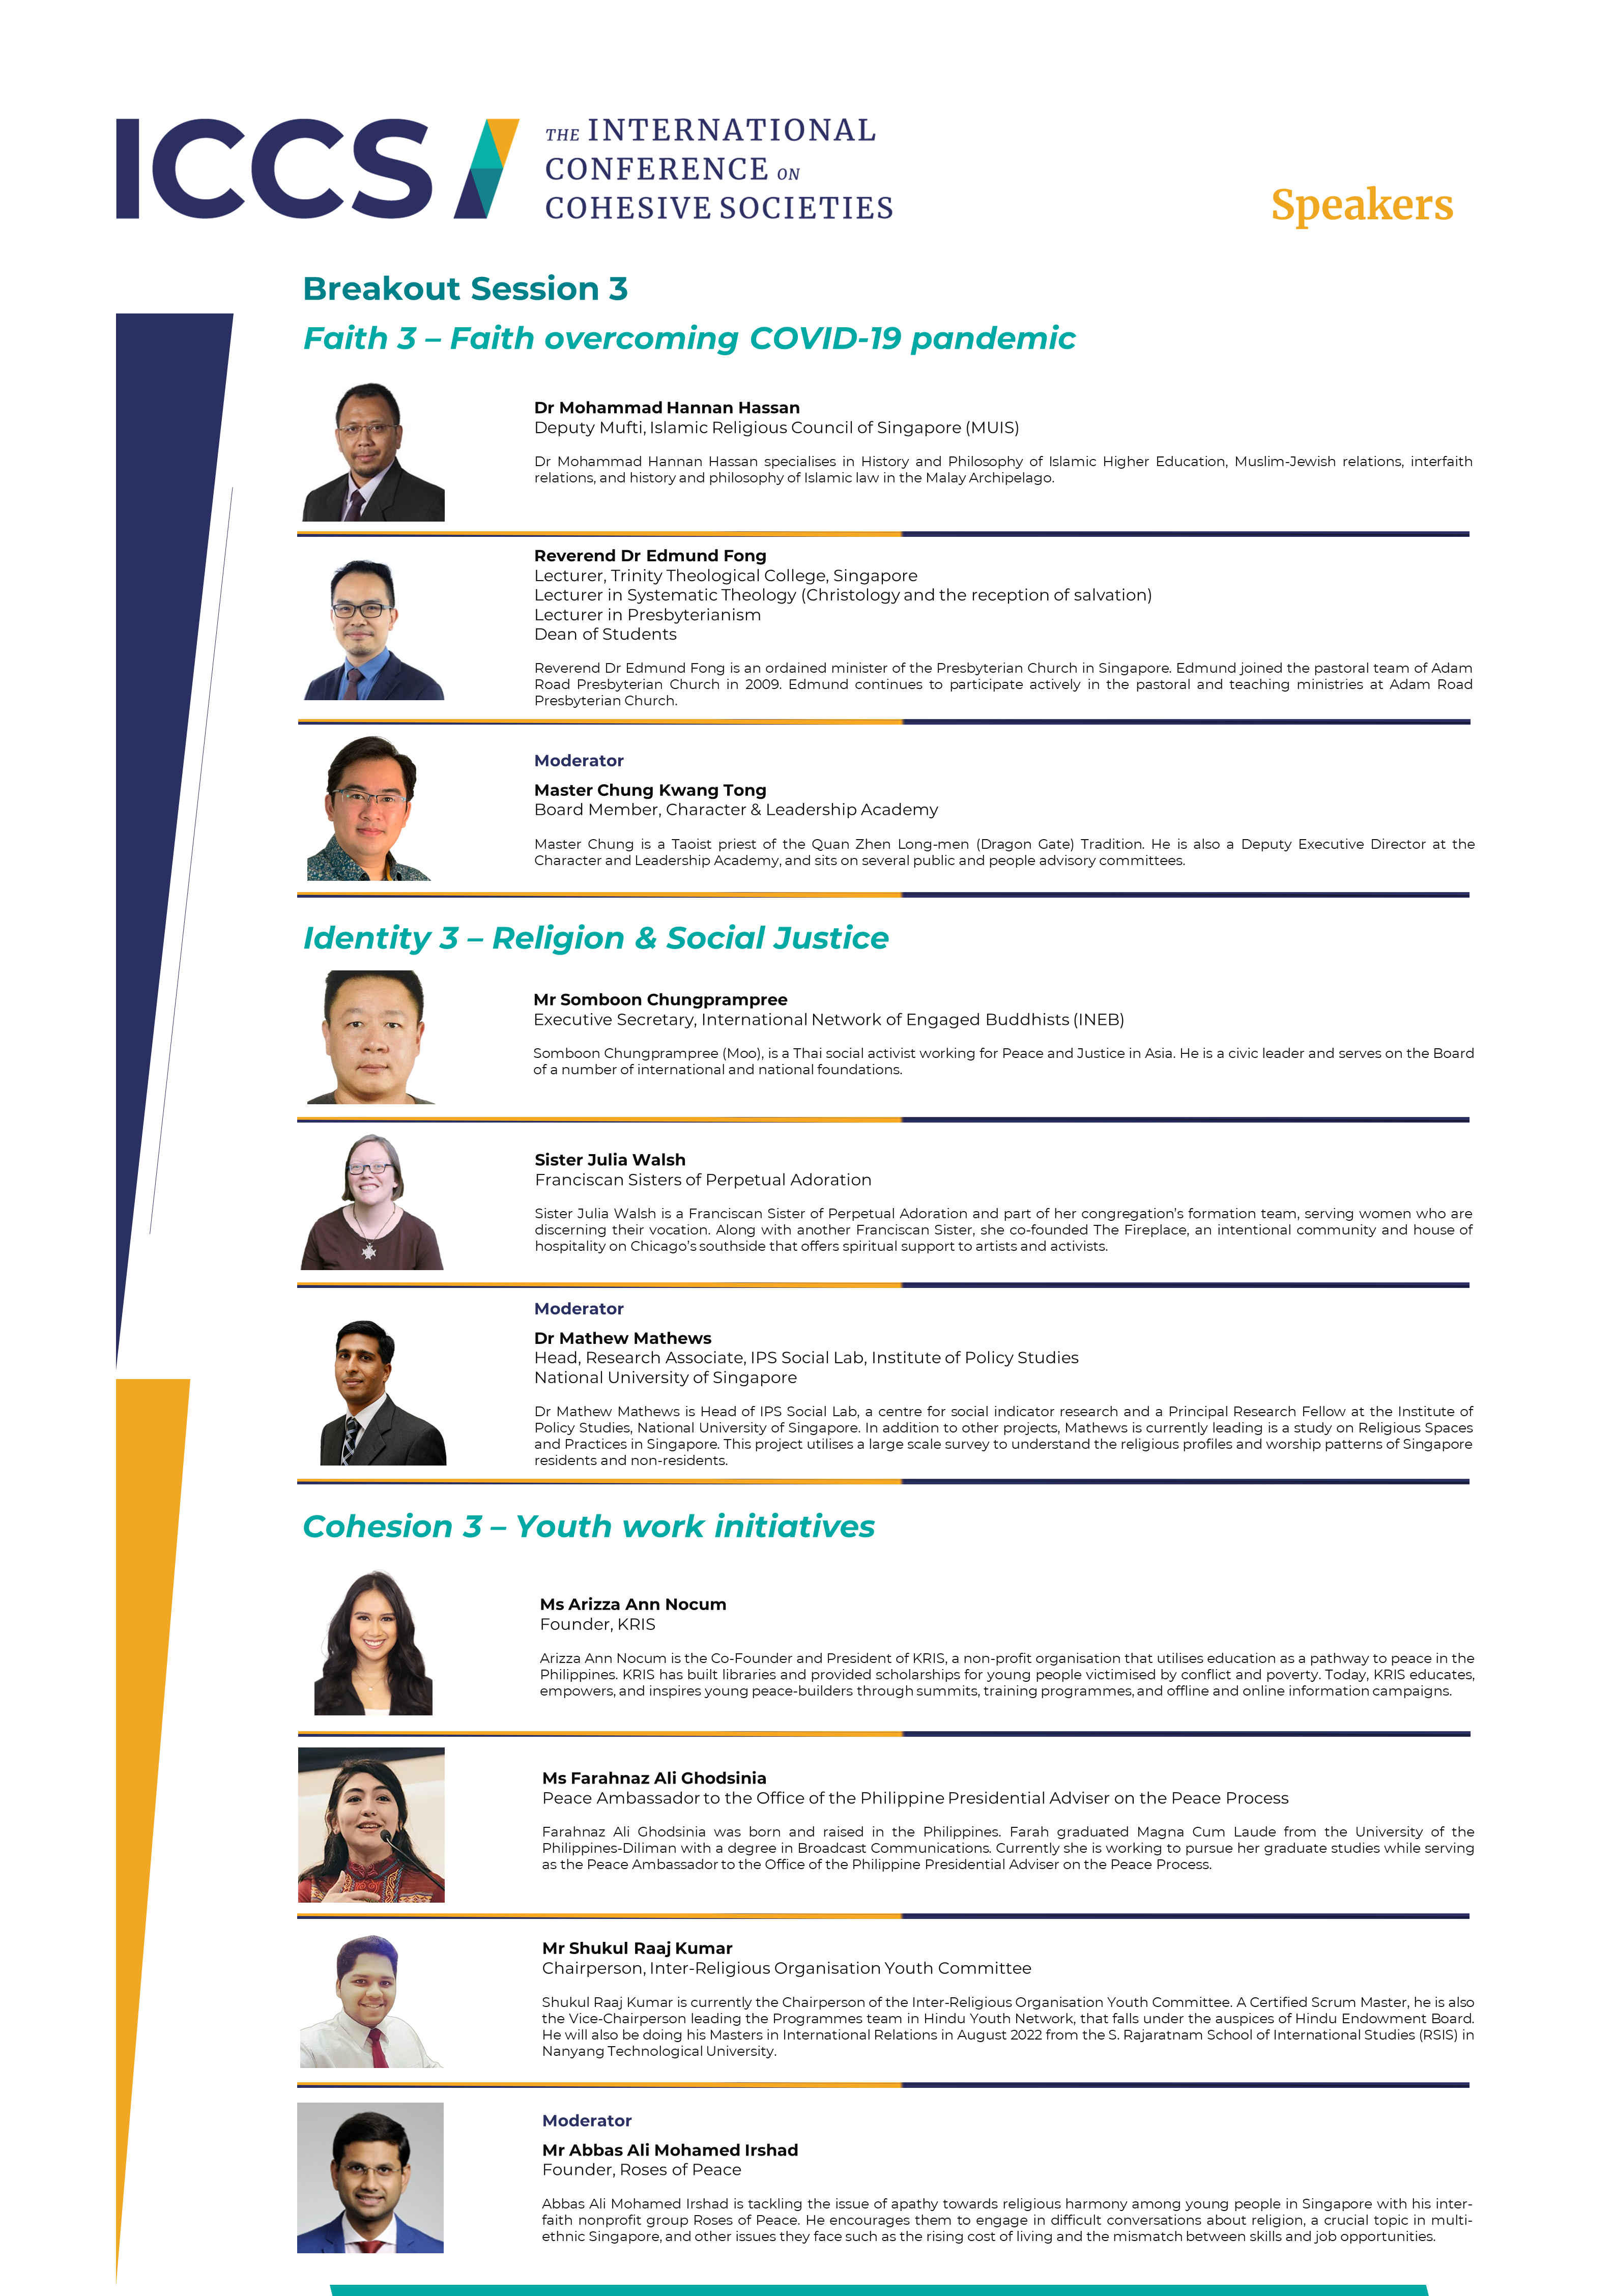 ICCS
THE INTERNATIONAL
CONFERENCE ON
COHESIVE SOCIETIES
Speakers
Breakout Session 3
Faith 3 – Faith overcoming COVID-19 pandemic
Dr Mohammad Hannan Hassan
Deputy Mufti, Islamic Religious Council of Singapore (MUIS)
Dr Mohammad Hannan Hassan specialises in History and Philosophy of Islamic Higher Education, Muslim-Jewish relations, interfaith
relations, and history and philosophy of Islamic law in the Malay Archipelago.
Reverend Dr Edmund Fong
Lecturer, Trinity Theological College, Singapore
Lecturer in Systematic Theology (Christology and the reception of salvation)
Lecturer in Presbyterianism
Dean of Students
Reverend Dr Edmund Fong is an ordained minister of the Presbyterian Church in Singapore. Edmund joined the pastoral team of Adam
Road Presbyterian Church in 2009. Edmund continues to participate actively in the pastoral and teaching ministries at Adam Road
Presbyterian Church.
Moderator
Master Chung Kwang Tong
Board Member, Character & Leadership Academy
Master Chung is a Taoist priest of the Quan Zhen Long-men (Dragon Gate) Tradition. He is also a Deputy Executive Director at the
Character and Leadership Academy, and sits on several public and people advisory committees.
Identity 3 – Religion & Social Justice
Mr Somboon Chungprampree
Executive Secretary, International Network of Engaged Buddhists (INEB)
Somboon Chungprampree (Moo), is a Thai social activist working for Peace and Justice in Asia. He is a civic leader and serves on the Board
of a number of international and national foundations.
Sister Julia Walsh
Franciscan Sisters of Perpetual Adoration
Sister Julia Walsh is a Franciscan Sister of Perpetual Adoration and part of her congregation's formation team, serving women who are
discerning their vocation. Along with another Franciscan Sister, she co-founded The Fireplace, an intentional community and house of
hospitality on Chicago's southside that offers spiritual support to artists and activists.
Moderator
Dr Mathew Mathews
Head, Research Associate, IPS Social Lab, Institute of Policy Studies
National University of Singapore
Dr Mathew Mathews is Head of IPS Social Lab, a centre for social indicator research and a Principal Research Fellow at the Institute of
Policy Studies, National University of Singapore. In addition to other projects, Mathews is currently leading is a study on Religious Spaces
and Practices in Singapore. This project utilises a large scale survey to understand the religious profiles and worship patterns of Singapore
residents and non-residents.
Cohesion 3 – Youth work initiatives
Ms Arizza Ann Nocum
Founder, KRIS
Arizza Ann Nocum is the Co-Founder and President of KRIS, a non-profit organisation that utilises education as a pathway to peace in the
Philippines. KRIS has built libraries and provided scholarships for young people victimised by conflict and poverty. Today, KRIS educates,
empowers, and inspires young peace-builders through summits, training programmes, and offline and online information campaigns.
Ms Farahnaz Ali Ghodsinia
Peace Ambassador to the Office of the Philippine Presidential Adviser on the Peace Process
Farahnaz Ali Ghodsinia was born and raised in the Philippines. Farah graduated Magna Cum Laude from the University of the
Philippines-Diliman with a degree in Broadcast Communications. Currently she is working to pursue her graduate studies while serving
as the Peace Ambassador to the Office of the Philippine Presidential Adviser on the Peace Process.
Mr Shukul Raaj Kumar
Chairperson, Inter-Religious Organisation Youth Committee
Shukul Raaj Kumar is currently the Chairperson of the Inter-Religious Organisation Youth Committee. A Certified Scrum Master, he is also
the Vice-Chairperson leading the Programmes team in Hindu Youth Network, that falls under the auspices of Hindu Endowment Board.
He will also be doing his Masters in International Relations in August 2022 from the S. Rajaratnam School of International Studies (RSIS) in
Nanyang Technological University.
Moderator
Mr Abbas Ali Mohamed Irshad
Founder, Roses of Peace
Abbas Ali Mohamed Irshad is tackling the issue of apathy towards religious harmony among young people in Singapore with his inter-
faith nonprofit group Roses of Peace. He encourages them to engage in difficult conversations about religion, a crucial topic in multi-
ethnic Singapore, and other issues they face such as the rising cost of living and the mismatch between skills and job opportunities.